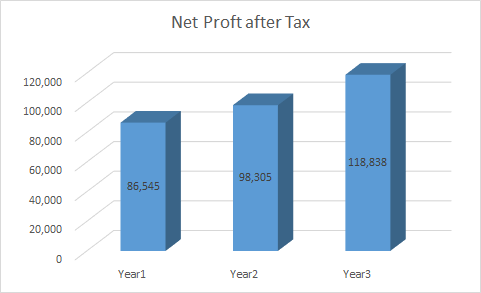 Net Proft after Tax
120,000
100,000
80,000
60,000
40,000
20,000
0
86,545
98,305
118,838
Year1
Year2
Year3